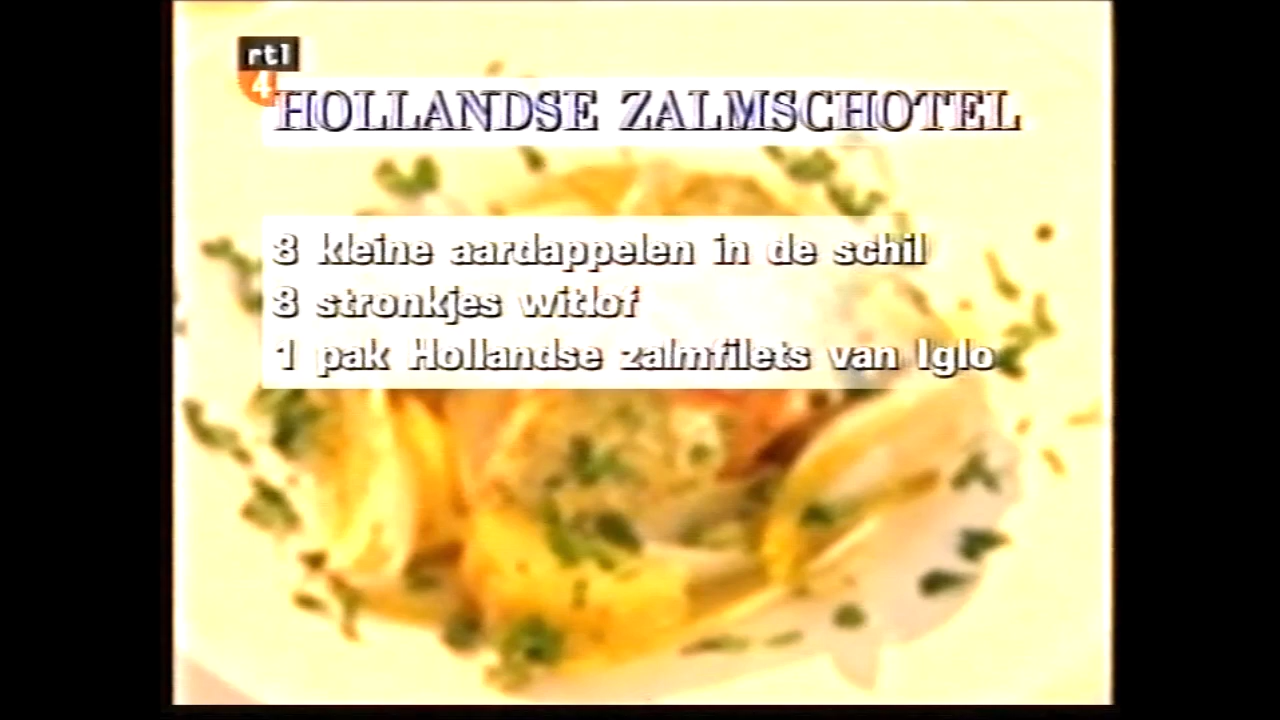 rtl
4
HOLLANDSE ZALMSCHOTEL
8 kleine aardappelen in de schil
8 stronkjes witlof
1 pak Hollandse zalmfilets van Iglo